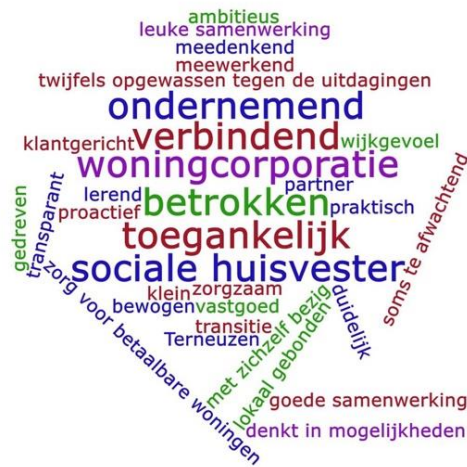 ambitieus
leuke samenwerking
meedenkend
meewerkend
twijfels opgewassen tegen de uitdagingen
ondernemend
klantgericht
verbindend
wijkgevoel
woningcorporatie
partner
lerend
betrokken
praktisch
proactief
toegankelijk
gedreven
transparant
soms te afwachtend
sociale huisvester
klein
zorgzaam
bewogen
vastgoed
transitie
Terneuzen
duidelijk
zorg voor betaalbare woningen
met zichzelf bezig
lokaal gebonden
goede samenwerking
denkt in mogelijkheden